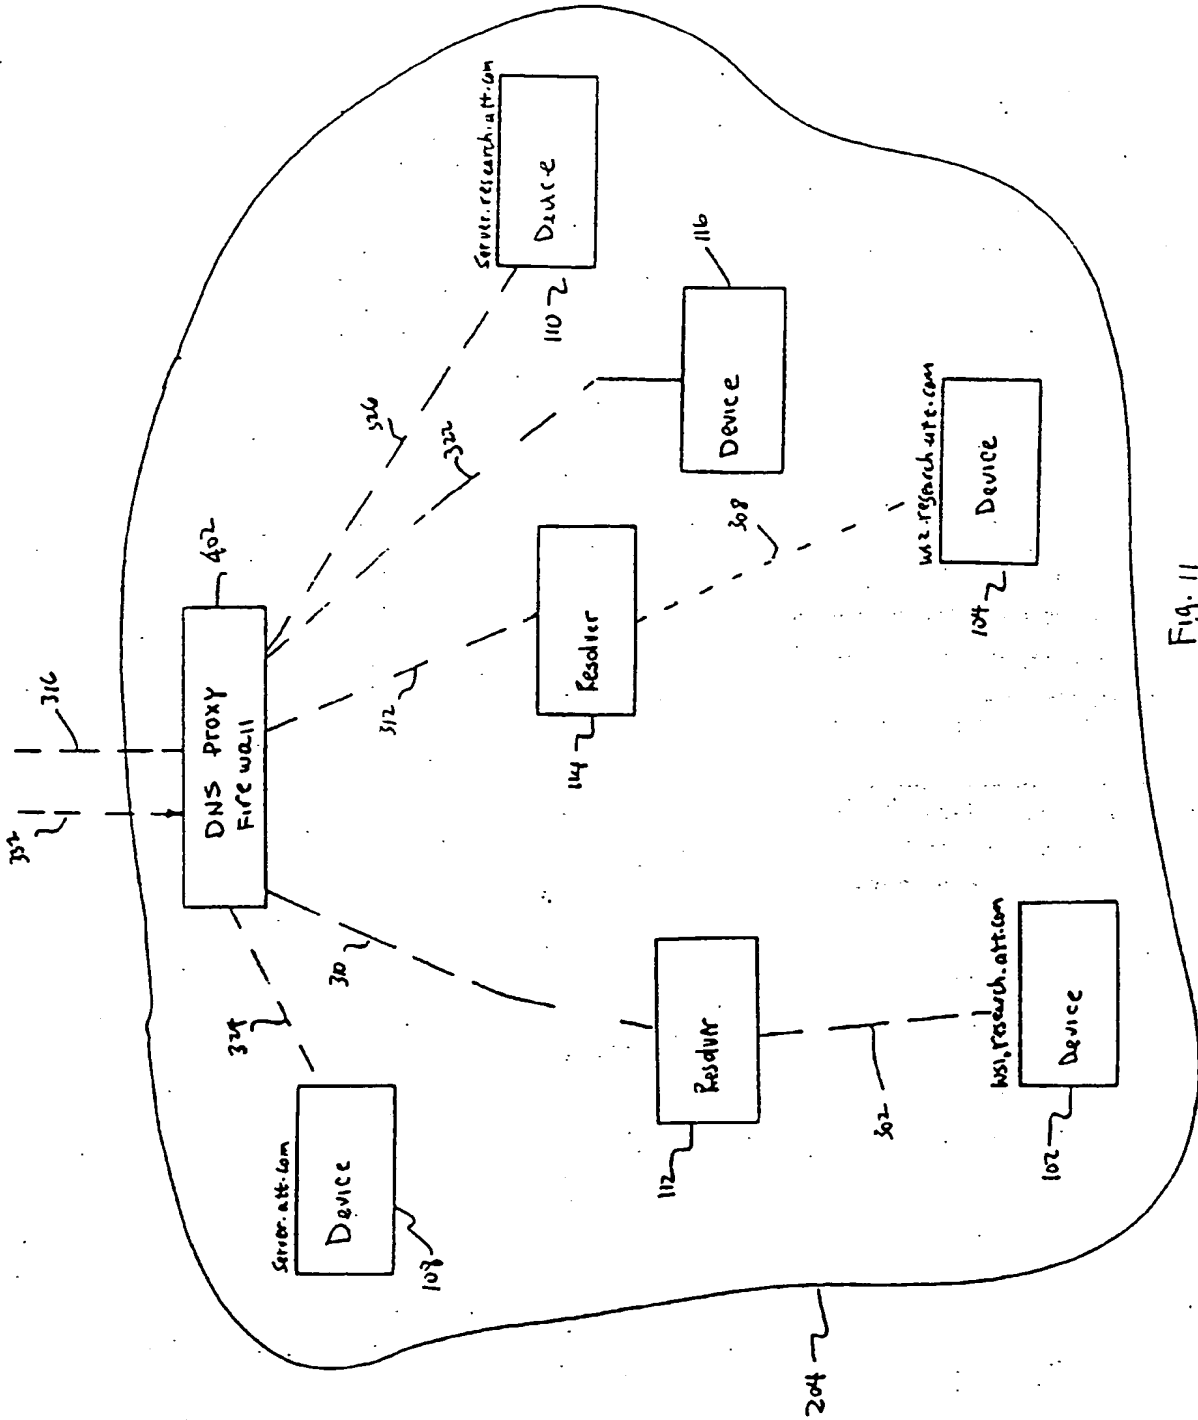 332
316
DNS Proxy
Firewall
402
324
310
312
322
326
Server.att.com
Device
108
Server.research.att.com
Device
110
Device
116
Resolver
114
308
Resolver
112
302
ws1.research.att.com
Device
102
ws2.research.att.com
Device
104
204
Fig. 11